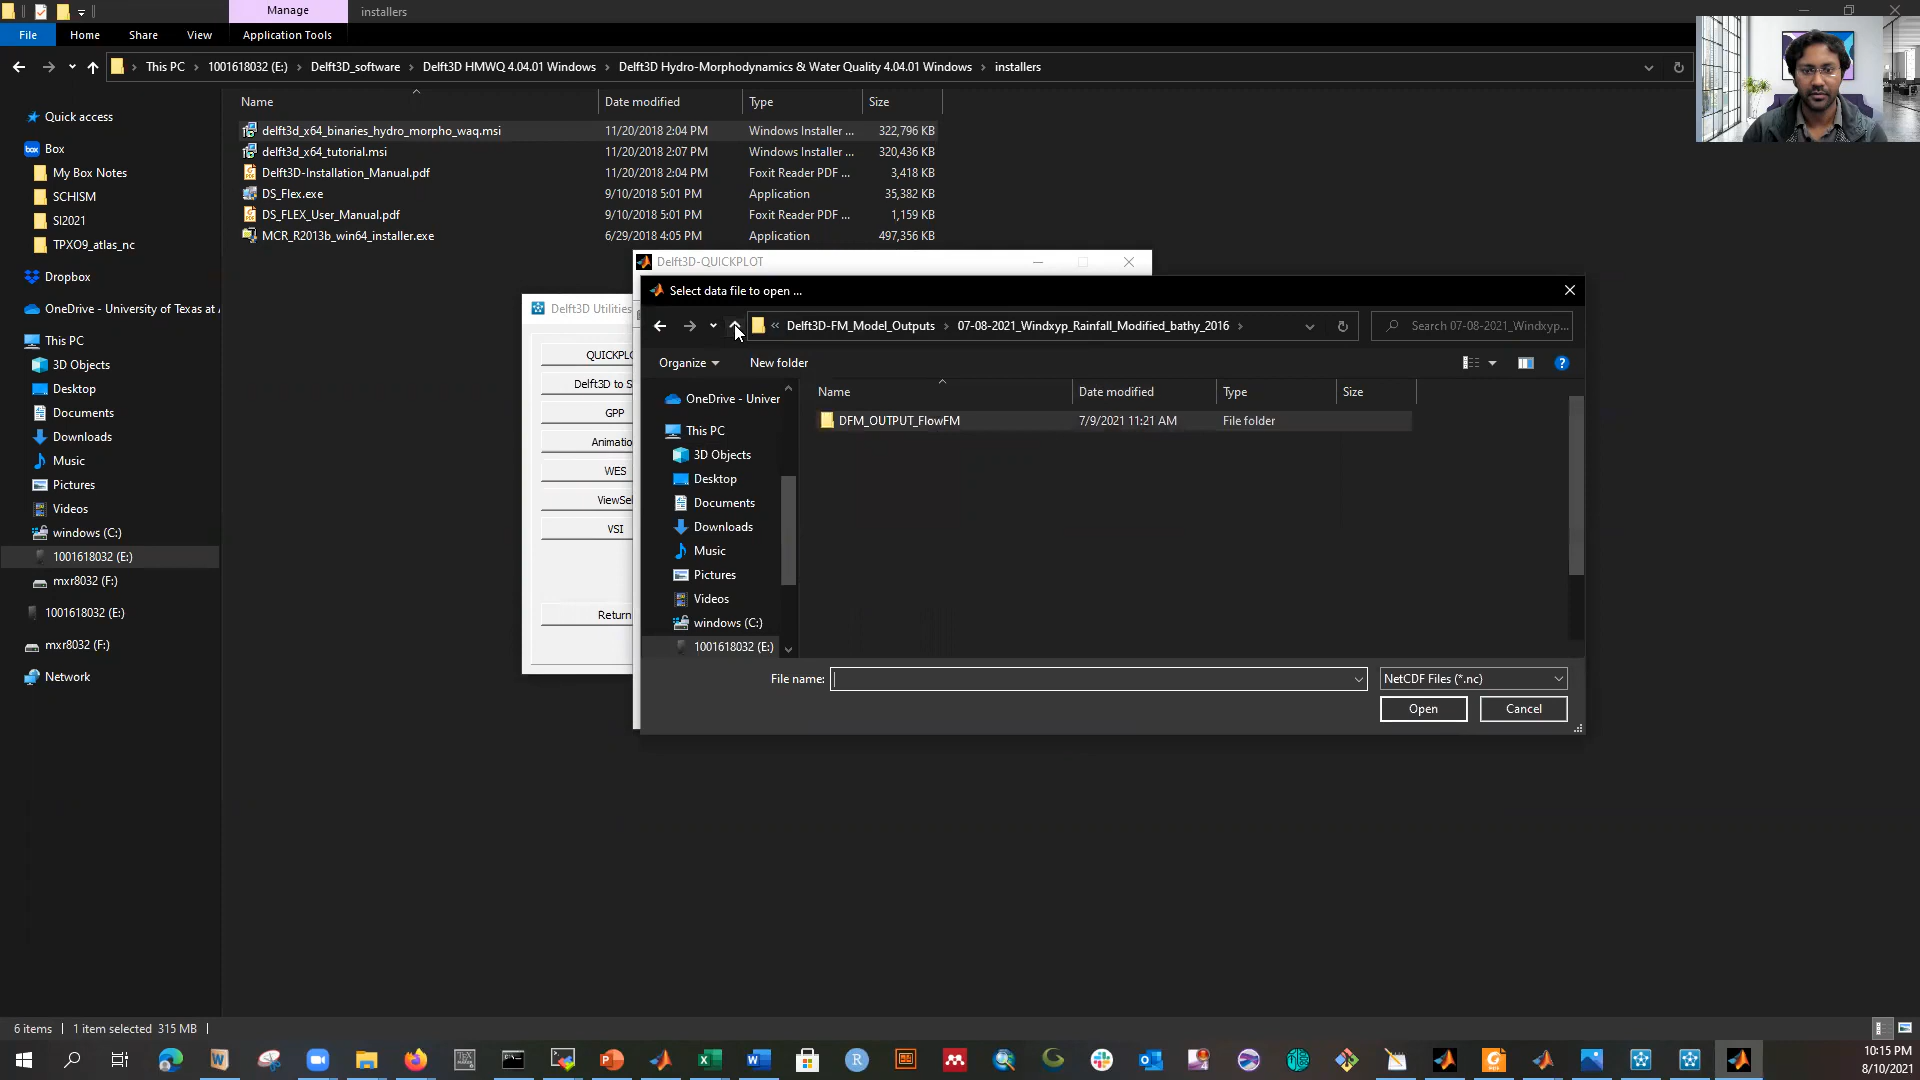 Manage
installers
File
Home
Share
View
Application Tools
This PC
1001618032 (E:)
Delft3D_software
Delft3D HMWQ 4.04.01 Windows
Delft3D Hydro-Morphodynamics & Water Quality 4.04.01 Windows
installers
Name
Date modified
Type
Size
delft3d_x64_binaries_hydro_morpho_waq.msi
11/20/2018 2:04 PM
Windows Installer ...
322,796 KB
delft3d_x64_tutorial.msi
11/20/2018 2:07 PM
Windows Installer ...
320,436 KB
Delft3D-Installation_Manual.pdf
11/20/2018 2:04 PM
Foxit Reader PDF ...
3,418 KB
DS_Flex.exe
9/10/2018 5:01 PM
Application
35,382 KB
DS_FLEX_User_Manual.pdf
9/10/2018 5:01 PM
Foxit Reader PDF ...
1,159 KB
MCR_R2013b_win64_installer.exe
6/29/2018 4:05 PM
Application
497,356 KB
Quick access
Box
My Box Notes
SCHISM
SI2021
TPXO9_atlas_nc
Dropbox
OneDrive - University of Texas at
This PC
3D Objects
Desktop
Documents
Downloads
Music
Pictures
Videos
windows (C:)
1001618032 (E:)
mxr8032 (F:)
1001618032 (E:)
mxr8032 (F:)
Network
Delft3D Utilities
QUICKPLO
Delft3D to S
GPP
Animatio
WES
ViewSel
VSI
Return
Delft3D-QUICKPLOT
Select data file to open ...
« Delft3D-FM_Model_Outputs
07-08-2021_Windxyp_Rainfall_Modified_bathy_2016
Search 07-08-2021_Windxyp...
Organize
New folder
OneDrive - Univer
This PC
3D Objects
Desktop
Documents
Downloads
Music
Pictures
Videos
windows (C:)
1001618032 (E:)
Name
Date modified
Type
Size
DFM_OUTPUT_FlowFM
7/9/2021 11:21 AM
File folder
File name:
NetCDF Files (*.nc)
Open
Cancel
6 items
1 item selected 315 MB
10:15 PM
8/10/2021